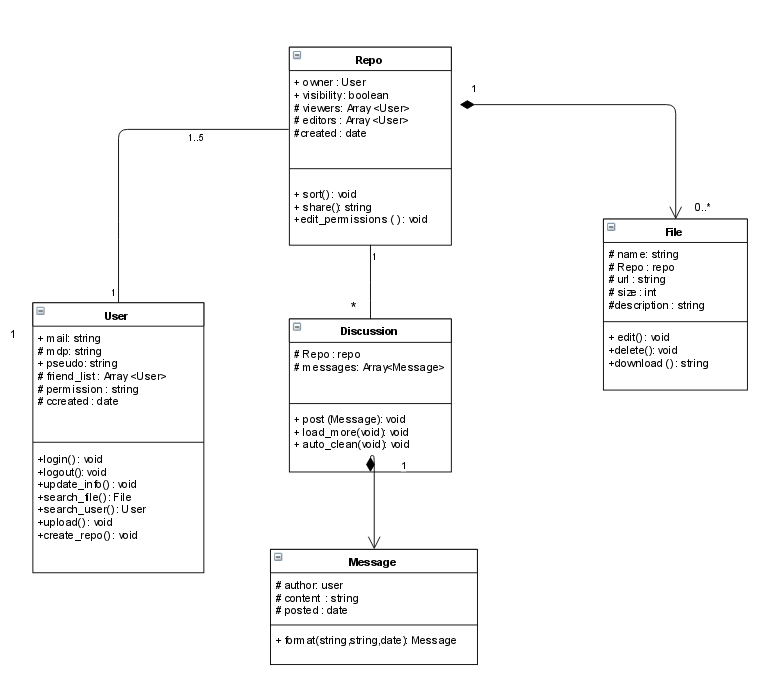 Repo
+ owner : User
+ visibility: boolean
# viewers: Array <User>
# editors : Array <User>
#created : date
+ sort() : void
+ share(): string
+edit_permissions ( ) : void
1
0..*
1..5
1
1
*
File
# name: string
# Repo : repo
# url : string
# size : int
#description : string
+ edit() : void
+delete(): void
+download () : string
1
User
+ mail: string
# mdp: string
+ pseudo: string
# friend_list : Array <User>
# permission : string
# ccreated : date
+login() : void
+logout(): void
+update_info() : void
+search_file() : File
+search_user() : User
+upload() : void
+create_repo() : void
Discussion
# Repo : repo
# messages: Array<Message>
+ post (Message): void
+ load_more(void): void
+ auto_clean(void): void
1
Message
# author: user
# content : string
# posted : date
+ format(string,string,date): Message